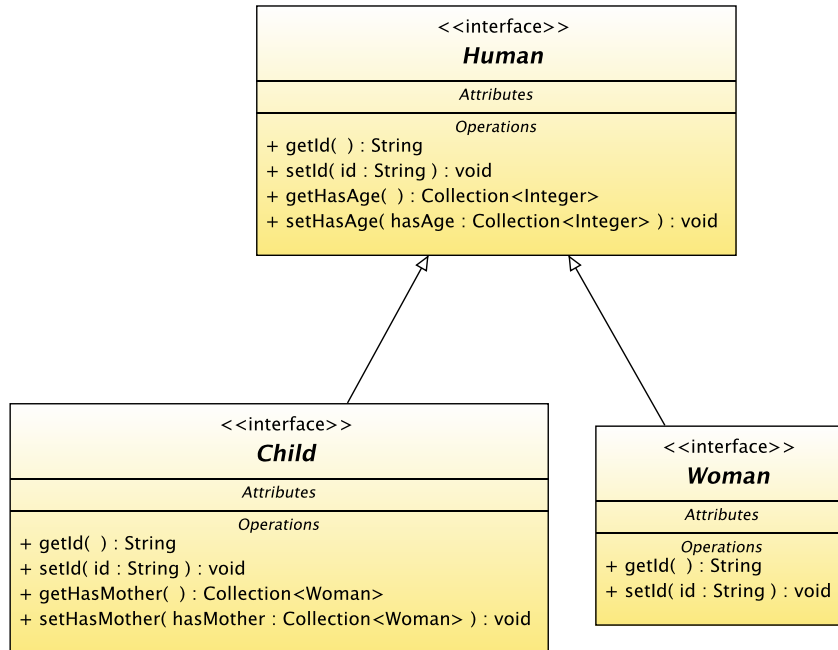 <<interface>>
Human
Attributes
Operations
+ getId( ) : String
+ setId( id : String ) : void
+ getHasAge( ) : Collection<Integer>
+ setHasAge( hasAge : Collection<Integer> ) : void
<<interface>>
Child
Attributes
Operations
+ getId( ) : String
+ setId( id : String ) : void
+ getHasMother( ) : Collection<Woman>
+ setHasMother( hasMother : Collection<Woman> ) : void
<<interface>>
Woman
Attributes
Operations
+ getId( ) : String
+ setId( id : String ) : void